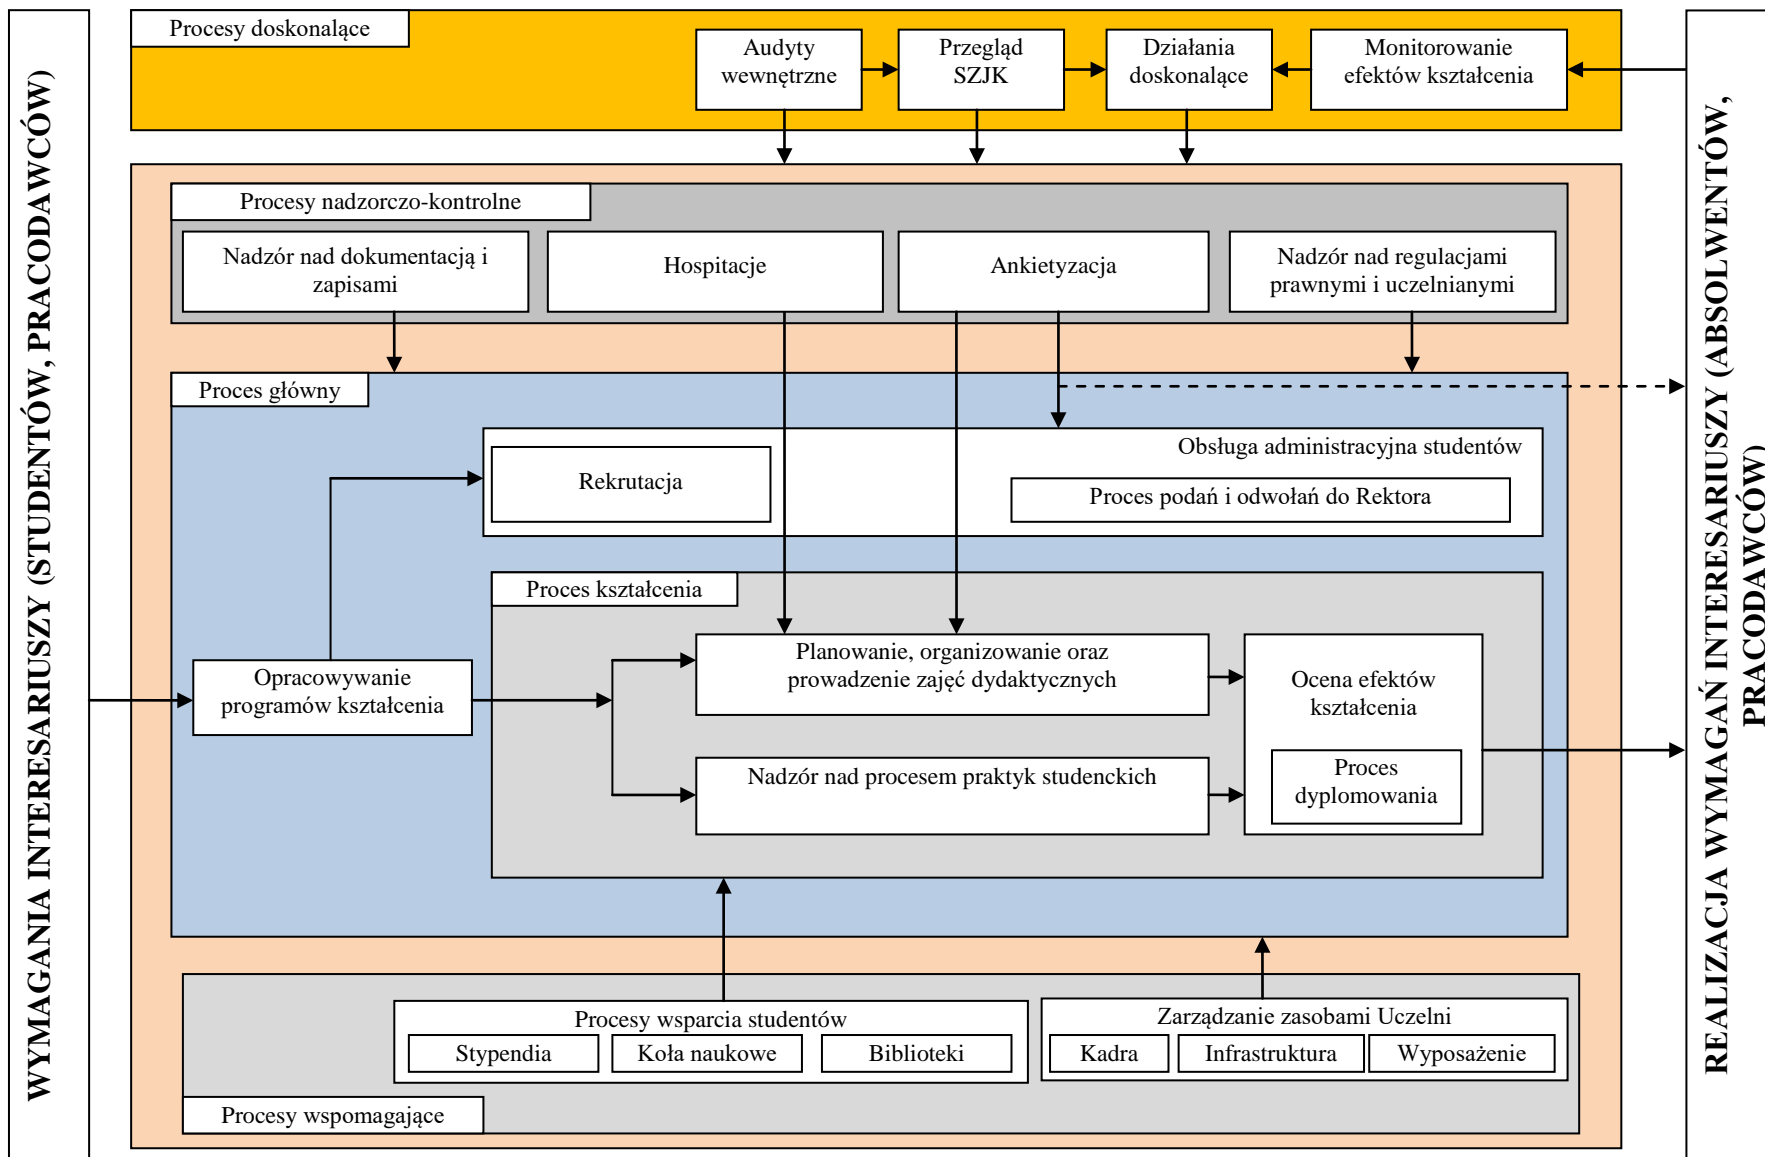 WYMAGANIA INTERESARIUSZY (STUDENTÓW, PRACODAWCÓW)
Procesy doskonalące
Audyty
wewnętrzne
Przegląd
SZJK
Działania
doskonalące
Monitorowanie
efektów kształcenia
Procesy nadzorczo-kontrolne
Nadzór nad dokumentacją i
zapisami
Hospitacje
Ankietyzacja
Nadzór nad regulacjami
prawnymi i uczelnianymi
Proces główny
Obsługa administracyjna studentów
Rekrutacja
Proces podań i odwołań do Rektora
Proces kształcenia
Opracowywanie
programów kształcenia
Planowanie, organizowanie oraz
prowadzenie zajęć dydaktycznych
Nadzór nad procesem praktyk studenckich
Ocena efektów
kształcenia
Proces
dyplomowania
Procesy wsparcia studentów
Stypendia
Koła naukowe
Biblioteki
Zarządzanie zasobami Uczelni
Kadra
Infrastruktura
Wyposażenie
Procesy wspomagające
REALIZACJA WYMAGAŃ INTERESARIUSZY (ABSOLWENTÓW,
PRACODAWCÓW)